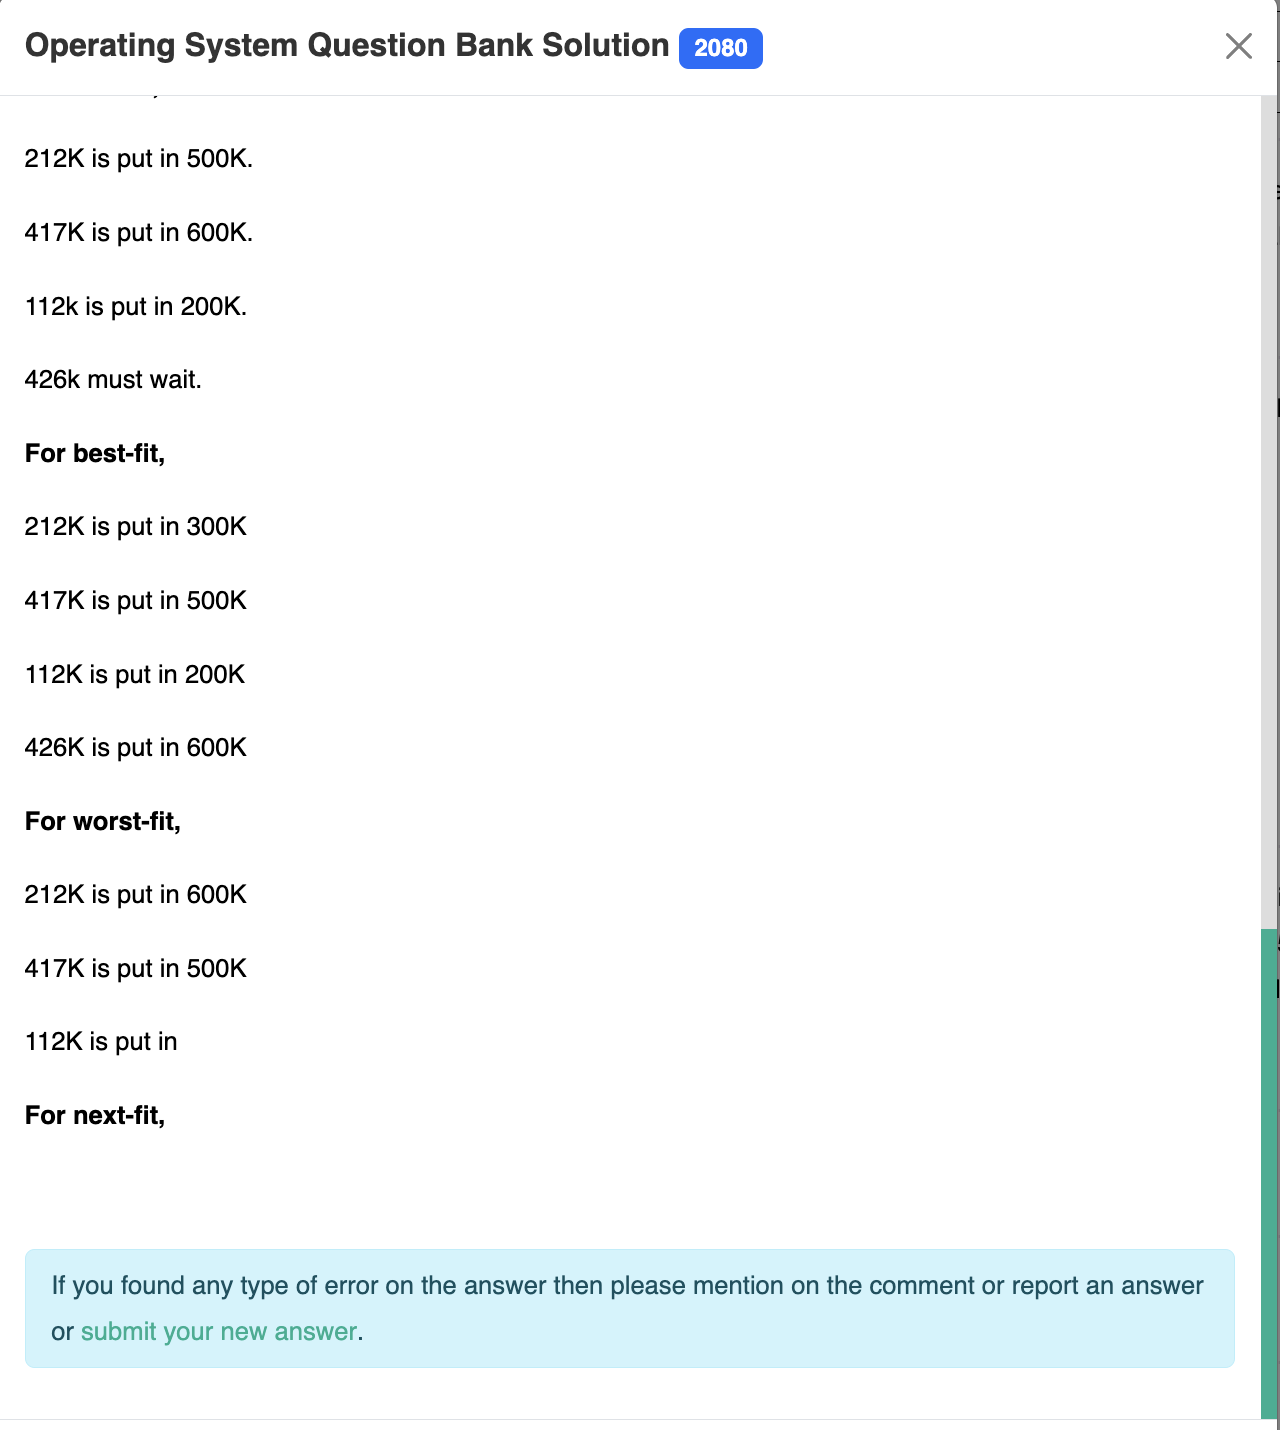 Operating System Question Bank Solution 2080
212K is put in 500K.
417K is put in 600K.
112k is put in 200K.
426k must wait.
For best-fit,
212K is put in 300K
417K is put in 500K
112K is put in 200K
426K is put in 600K
For worst-fit,
212K is put in 600K
417K is put in 500K
112K is put in
For next-fit,
If you found any type of error on the answer then please mention on the comment or report an answer
or submit your new answer.